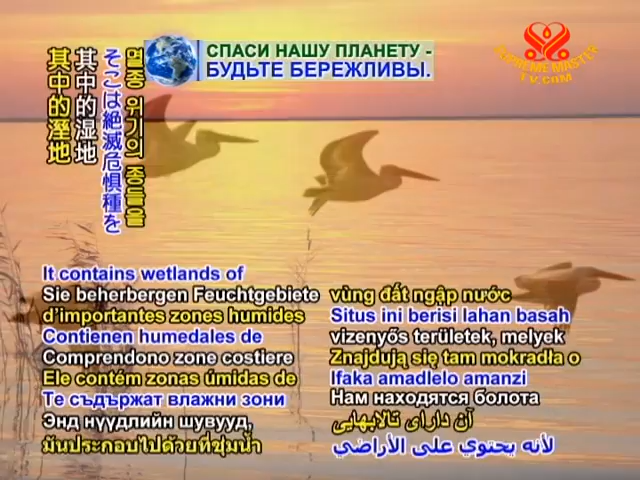 СПАСИ НАШУ ПЛАНЕТУ -
БУДЬТЕ БЕРЕЖЛИВЫ.
SUPREME MASTER
TV.COM
其中的溼地
其中的湿地
そこは絶滅危惧種を
멸종 위기의 종들을
It contains wetlands of
Sie beherbergen Feuchtgebiete
d'importantes zones humides
Contienen humedales de
Comprendono zone costiere
Ele contém zonas úmidas de
Те съдържат влажни зони
Энд нүүдлийн шувууд,
มันประกอบไปด้วยที่ชุ่มน้ำ
vùng đất ngập nước
Situs ini berisi lahan basah
vizenyős területek, melyek
Znajdują się tam mokradła o
Ifaka amadlelo amanzi
Нам находятся болота
آن دارای تالابهایی
لأنه يحتوي على الأراضي